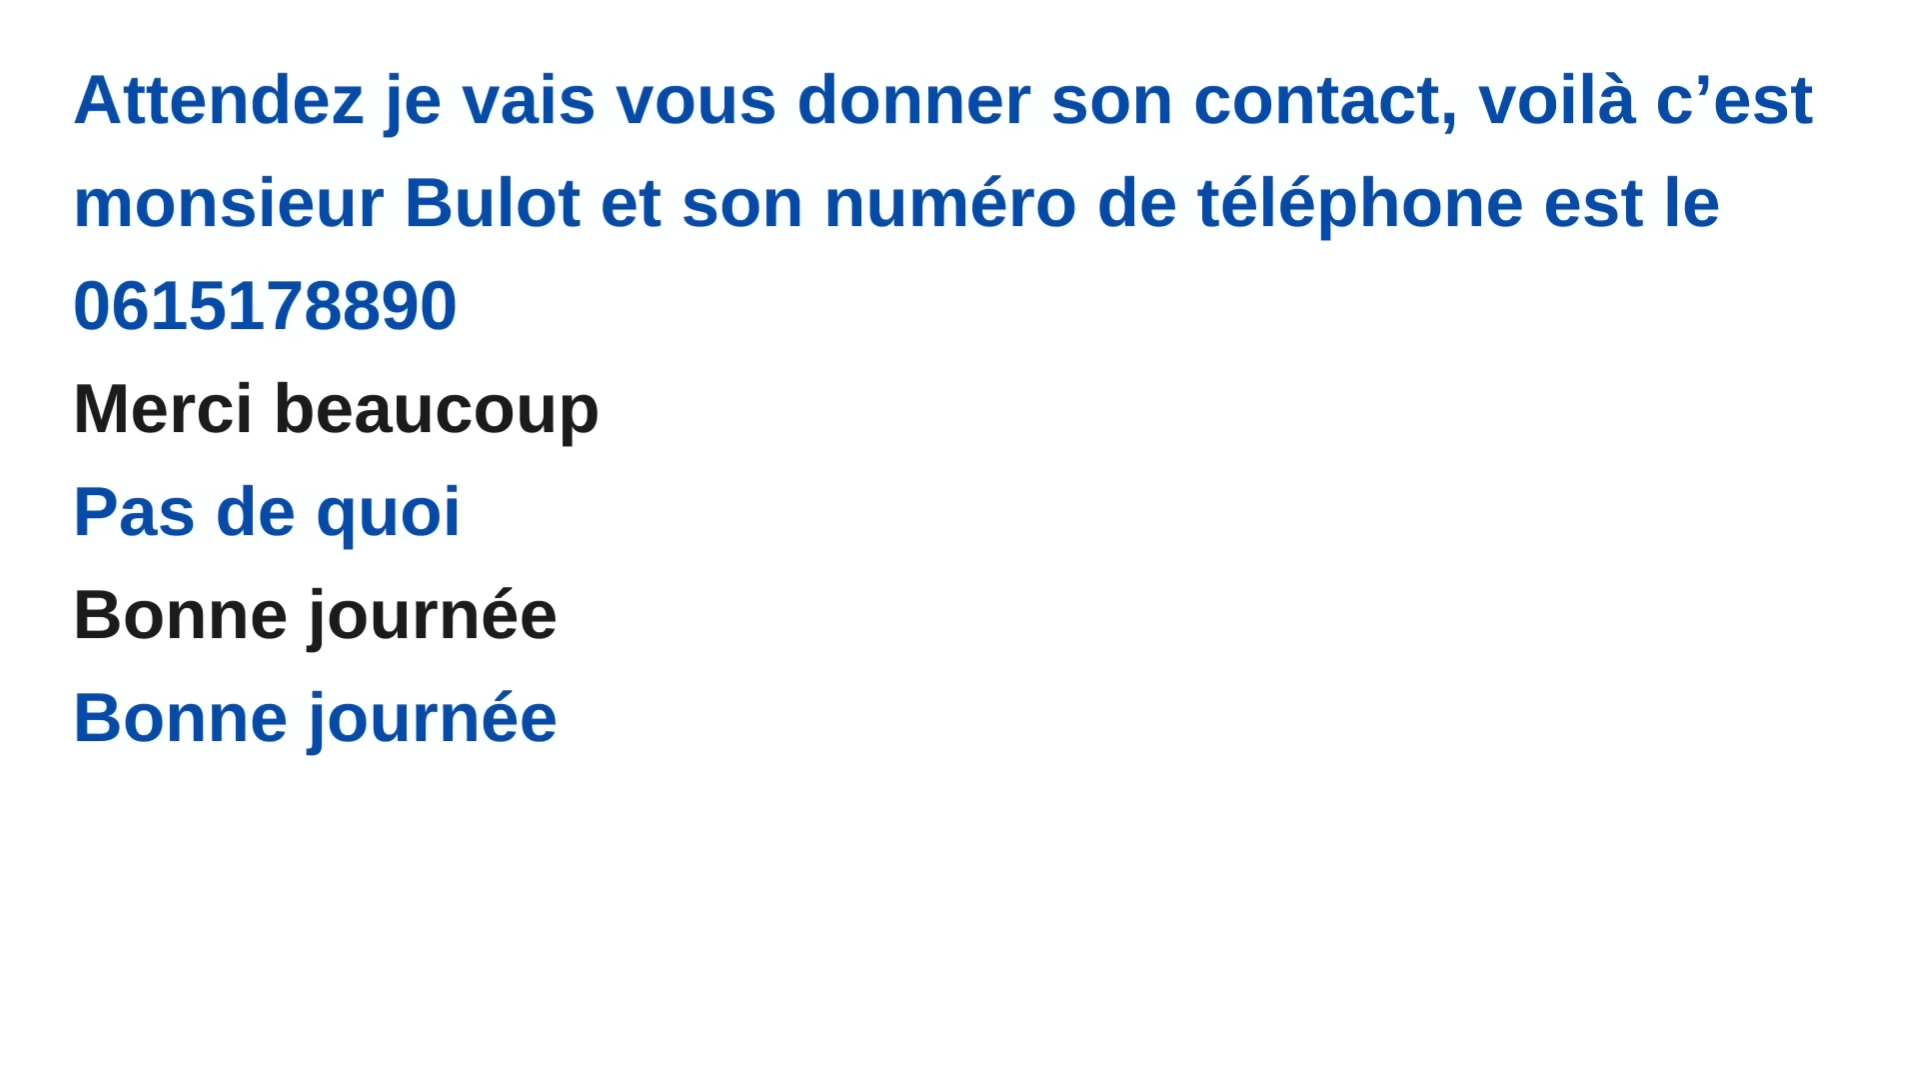 Attendez je vais vous donner son contact, voilà c’est
monsieur Bulot et son numéro de téléphone est le
0615178890
Merci beaucoup
Pas de quoi
Bonne journée
Bonne journée